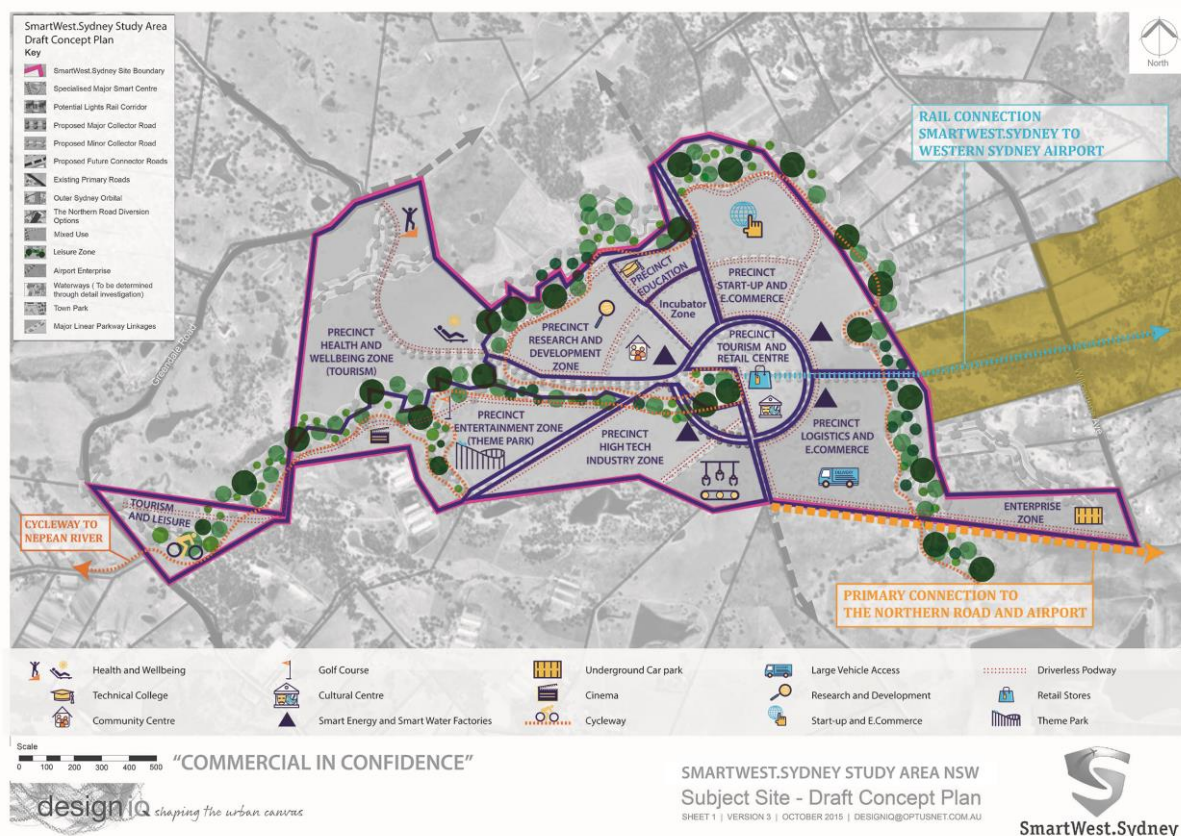 SmartWest.Sydney Study Area
Draft Concept Plan
Key
SmartWest.Sydney Site Boundary
Specialised Major Smart Centre
Potential Lights Rail Corridor
Proposed Major Collector Road
Proposed Minor Collector Road
Proposed Future Connector Roads
Existing Primary Roads
Outer Sydney Orbital
The Northern Road Diversion
Options
Mixed Use
Leisure Zone
Airport Enterprise
Waterways ( To be determined
through detail investigation)
Town Park
Major Linear Parkway Linkages
North
RAIL CONNECTION
SMARTWEST.SYDNEY TO
WESTERN SYDNEY AIRPORT
Greendale Road
PRECINCT
HEALTH AND
WELLBEING ZONE
(TOURISM)
PRECINCT
RESEARCH AND
DEVELOPMENT
ZONE
PRECINCT
EDUCATION
Incubator
Zone
PRECINCT
START-UP AND
E.COMMERCE
PRECINCT
TOURISM AND
RETAIL CENTRE
PRECINCT
ENTERTAINMENT ZONE
(THEME PARK)
PRECINCT
HIGH TECH
INDUSTRY ZONE
PRECINCT
LOGISTICS AND
E.COMMERCE
TOURISM
AND LEISURE
ENTERPRISE
ZONE
CYCLEWAY TO
NEPEAN RIVER
PRIMARY CONNECTION TO
THE NORTHERN ROAD AND AIRPORT
Health and Wellbeing
Golf Course
Underground Car park
Large Vehicle Access
Driverless Podway
Technical College
Cultural Centre
Cinema
Research and Development
Retail Stores
Community Centre
Smart Energy and Smart Water Factories
Cycleway
Start-up and E.Commerce
Theme Park
Scale
0 100 200 300 400 500
"COMMERCIAL IN CONFIDENCE"
designiQ shaping the urban canvas
SMARTWEST.SYDNEY STUDY AREA NSW
Subject Site - Draft Concept Plan
SHEET 1 | VERSION 3 | OCTOBER 2015 | DESIGNIQ@OPTUSNET.COM.AU
SmartWest.Sydney